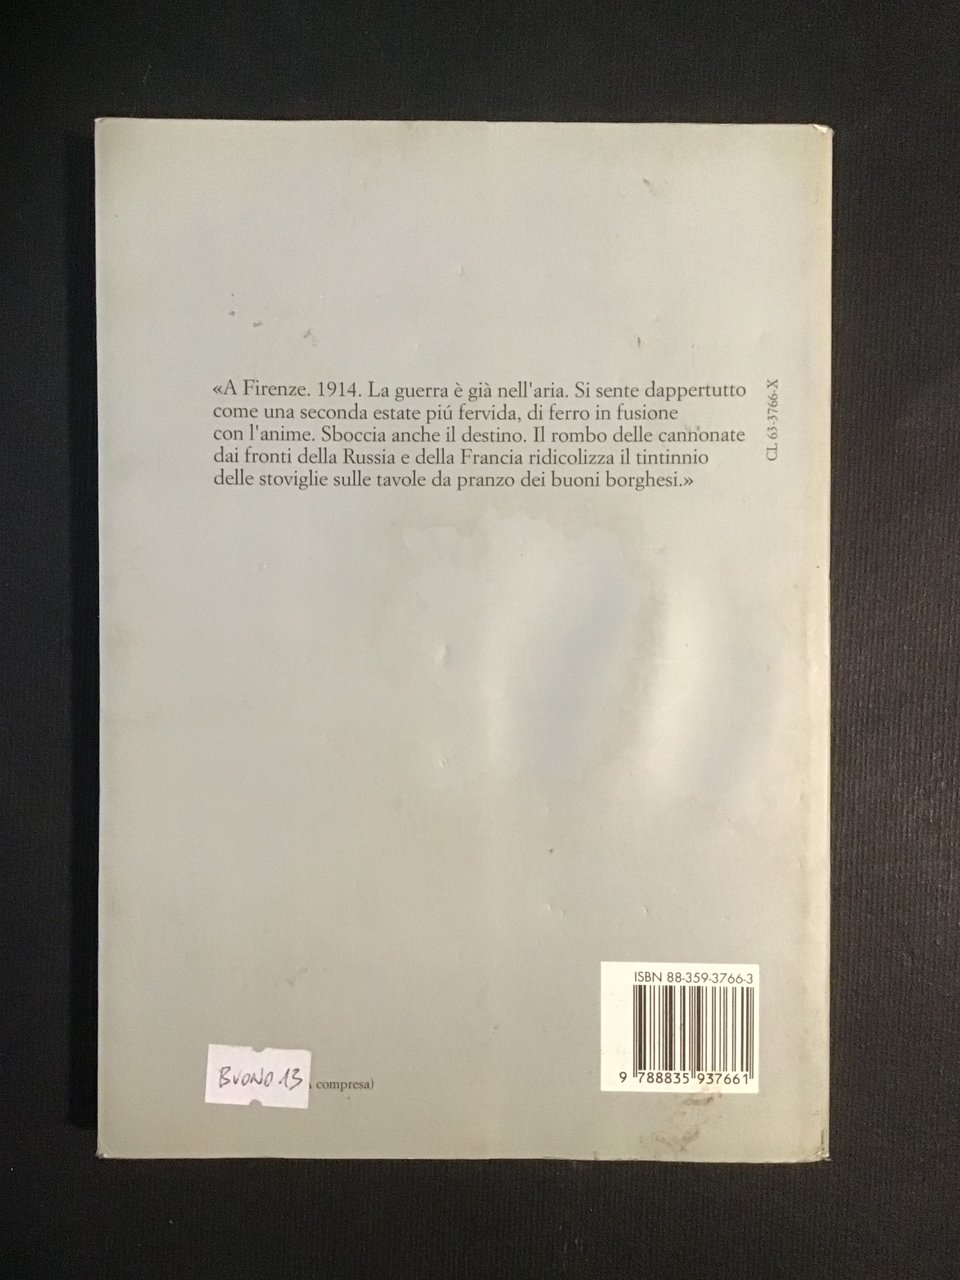 «A Firenze. 1914. La guerra è già nell'aria. Si sente dappertutto
come una seconda estate piú fervida, di ferro in fusione
con l'anime. Sboccia anche il destino. Il rombo delle cannonate
dai fronti della Russia e della Francia ridicolizza il tintinnio
delle stoviglie sulle tavole da pranzo dei buoni borghesi.»
CL 63-3766-X
ISBN 88-359-3766-3
9 788835 937661
BUONO 13
compresa)